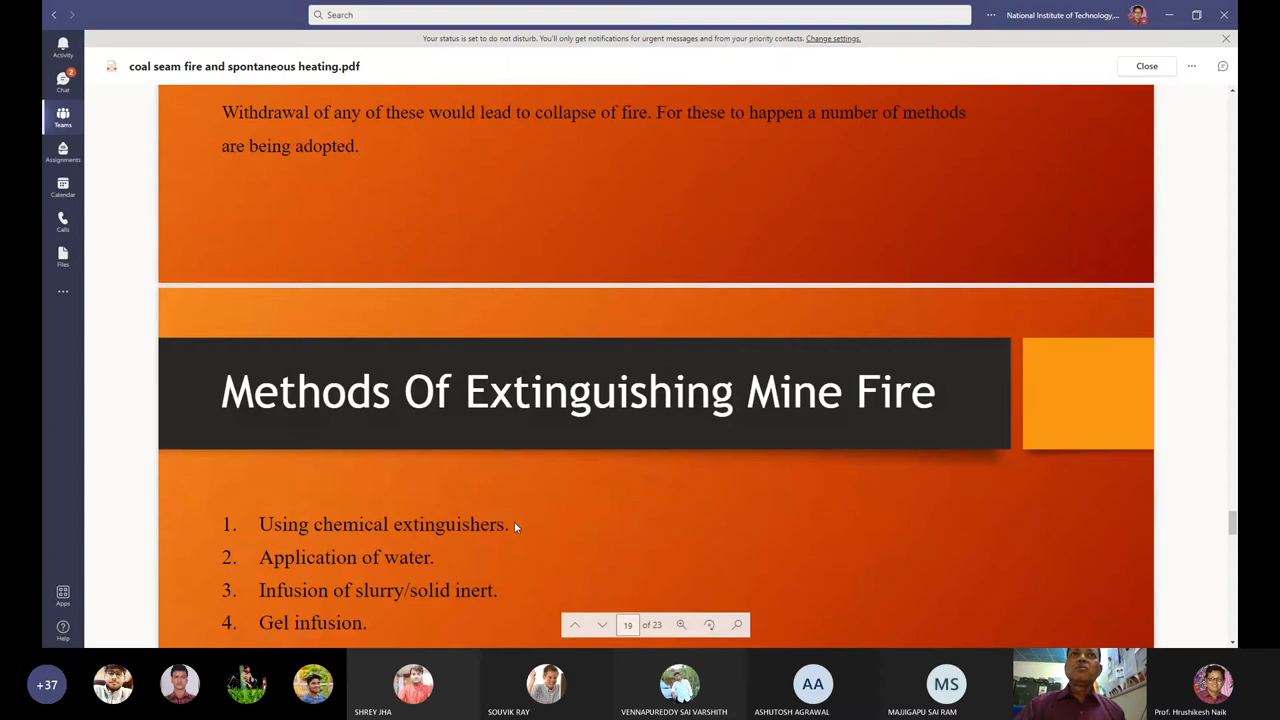 Search
National Institute of Technology,...
Your status is set to do not disturb. You'll only get notifications for urgent messages and from your priority contacts. Change settings.
Activity
coal seam fire and spontaneous heating.pdf
Close
2
Chat
Teams
Assignments
Calendar
Calls
Files
Withdrawal of any of these would lead to collapse of fire. For these to happen a number of methods
are being adopted.
Methods Of Extinguishing Mine Fire
1. Using chemical extinguishers.
2. Application of water.
3. Infusion of slurry/solid inert.
4. Gel infusion.
19 of 23
Apps
Help
+37
SHREY JHA
SOUVIK RAY
VENNAPUREDDY SAI VARSHITH
AA
ASHUTOSH AGRAWAL
MS
MAJJIGAPU SAI RAM
Prof. Hrushikesh Naik